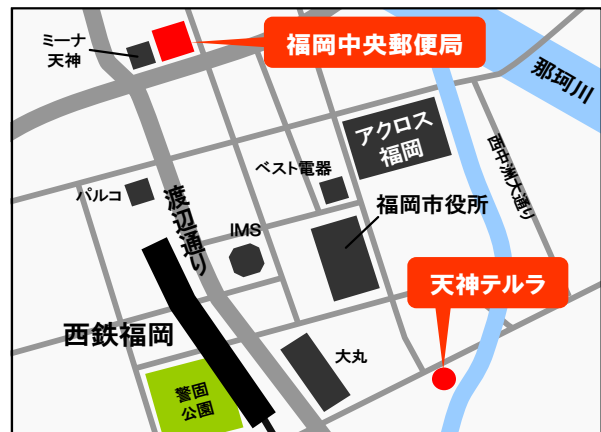 ミーナ
天神
福岡中央郵便局
那珂川
アクロス
福岡
西中洲大通り
ベスト電器
パルコ
渡辺通り
福岡市役所
IMS
天神テルラ
西鉄福岡
大丸
警固
公園